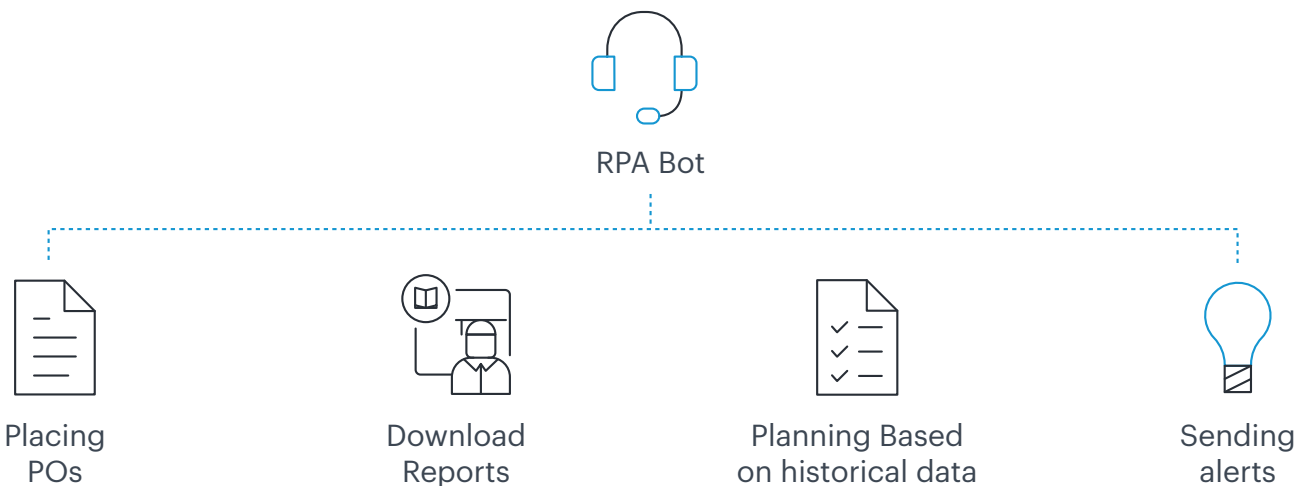 RPA Bot
Placing
POs
Download
Reports
Planning Based
on historical data
Sending
alerts